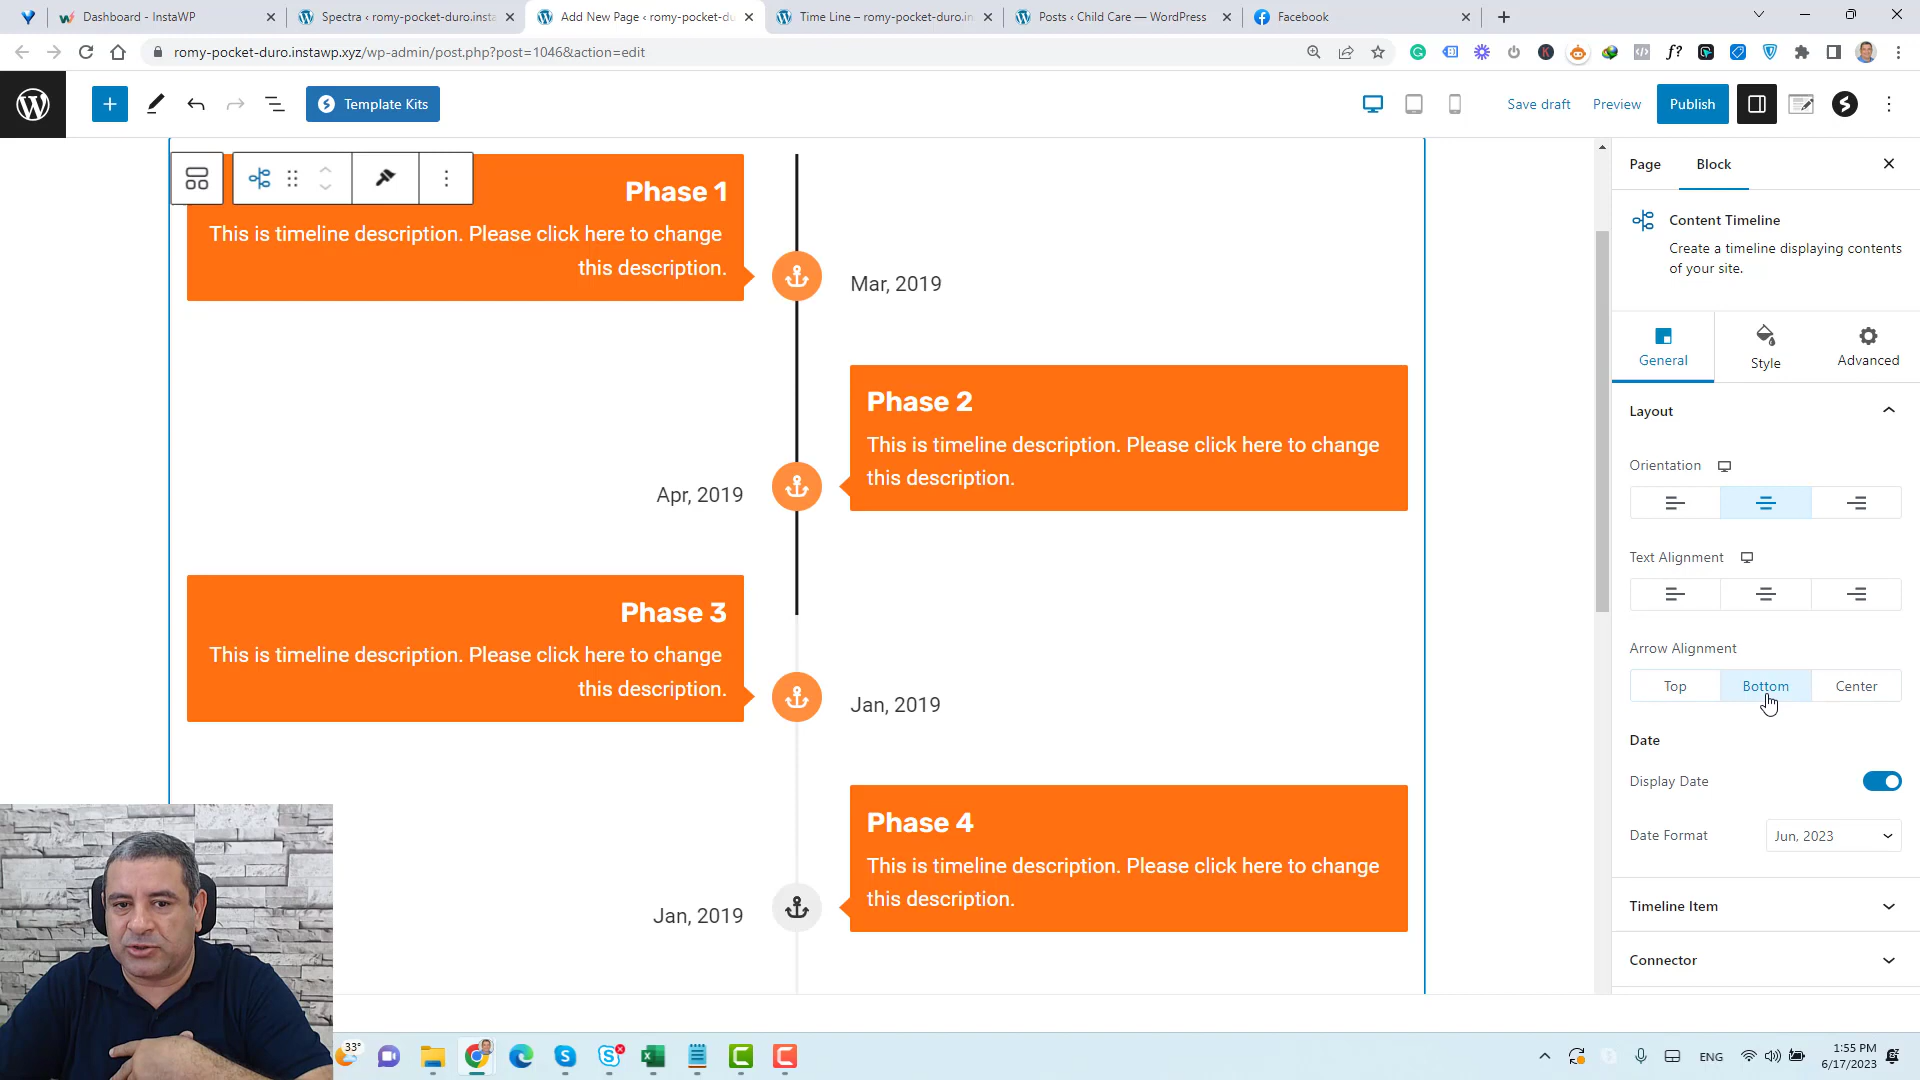 Dashboard - InstaWP
Spectra ‹ romy-pocket-duro.insta
Add New Page ‹ romy-pocket-du
Time Line – romy-pocket-duro.in
Posts ‹ Child Care — WordPress
Facebook
romy-pocket-duro.instawp.xyz/wp-admin/post.php?post=1046&action=edit
Template Kits
Save draft
Preview
Publish
Phase 1
This is timeline description. Please click here to change
this description.
Mar, 2019
Phase 2
This is timeline description. Please click here to change
this description.
Apr, 2019
Phase 3
This is timeline description. Please click here to change
this description.
Jan, 2019
Phase 4
This is timeline description. Please click here to change
this description.
Jan, 2019
Page
Block
Content Timeline
Create a timeline displaying contents
of your site.
General
Style
Advanced
Layout
Orientation
Text Alignment
Arrow Alignment
Top
Bottom
Center
Date
Display Date
Date Format
Jun, 2023
Timeline Item
Connector
33°
ENG
1:55 PM
6/17/2023